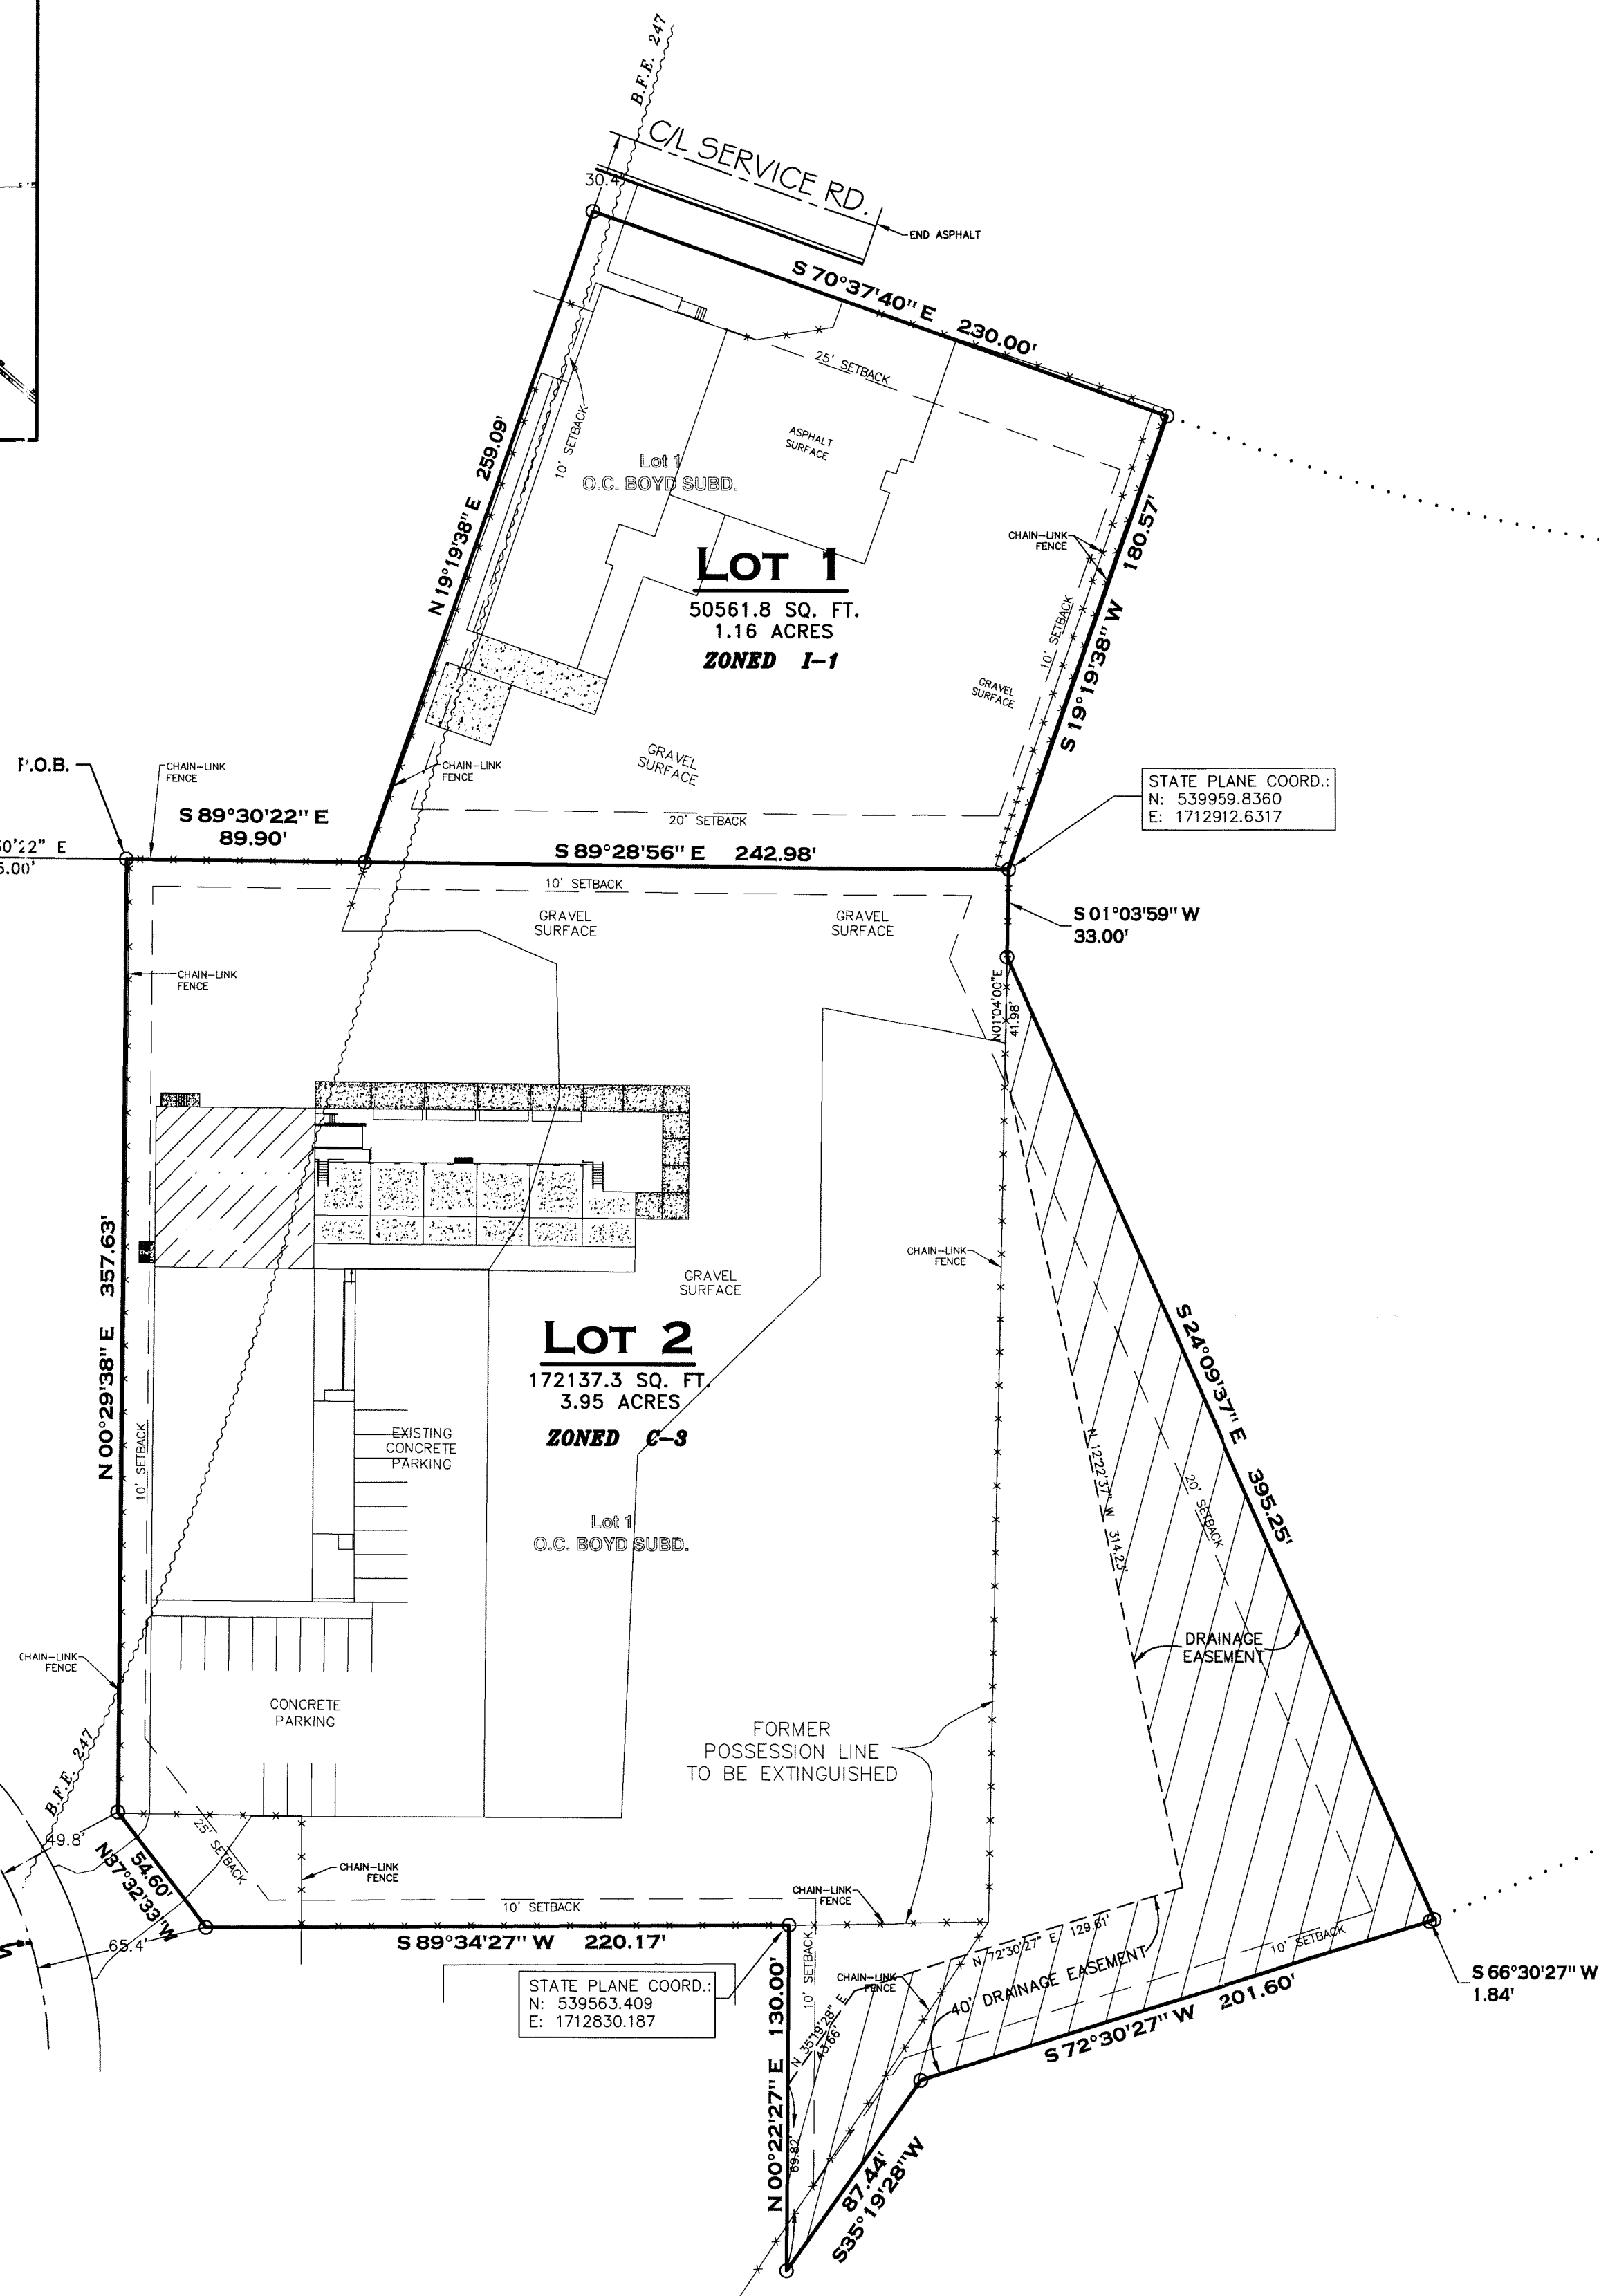 B.F.E. 247
C/L SERVICE RD.
30.4'
END ASPHALT
S 70°37'40" E 230.00'
25' SETBACK
10' SETBACK
ASPHALT
SURFACE
Lot 1
O.C. BOYD SUBD.
N 19°19'38" E 259.09'
CHAIN-LINK
FENCE
180.57'
S 19°19'38" W
LOT 1
50561.8 SQ. FT.
1.16 ACRES
ZONED I-1
10' SETBACK
GRAVEL
SURFACE
GRAVEL
SURFACE
P.O.B.
CHAIN-LINK
FENCE
CHAIN-LINK
FENCE
STATE PLANE COORD.:
N: 539959.8360
E: 1712912.6317
S 89°30'22" E
89.90'
20' SETBACK
0'22" E
5.00'
S 89°28'56" E 242.98'
10' SETBACK
GRAVEL
SURFACE
GRAVEL
SURFACE
S 01°03'59" W
33.00'
CHAIN-LINK
FENCE
N01°04'00"E
41.98'
N 00°29'38" E 357.63'
CHAIN-LINK
FENCE
GRAVEL
SURFACE
LOT 2
172137.3 SQ. FT.
3.95 ACRES
ZONED C-3
S 24°09'37" E 395.25'
10' SETBACK
EXISTING
CONCRETE
PARKING
N 12°22'37" W 314.23'
20' SETBACK
Lot 1
O.C. BOYD SUBD.
DRAINAGE
EASEMENT
CHAIN-LINK
FENCE
CONCRETE
PARKING
FORMER
POSSESSION LINE
TO BE EXTINGUISHED
B.F.E. 247
49.8'
54.60'
N37°32'33"W
25' SETBACK
CHAIN-LINK
FENCE
CHAIN-LINK
FENCE
10' SETBACK
65.4'
S 89°34'27" W 220.17'
10' SETBACK
N 72°30'27" E 129.61'
40' DRAINAGE EASEMENT
10' SETBACK
CHAIN-LINK
FENCE
S 66°30'27" W
1.84'
STATE PLANE COORD.:
N: 539563.409
E: 1712830.187
N 35°19'28" E
43.66'
S 72°30'27" W 201.60'
N 00°22'27" E 130.00'
69.82'
87.44'
S35°19'28"W